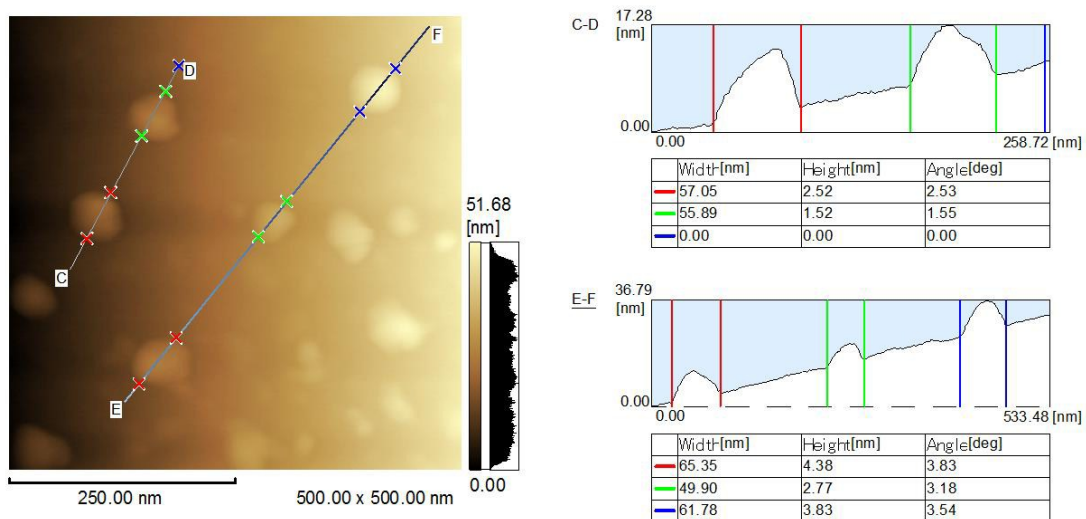 D
F
C
E
51.68
[nm]
0.00
250.00 nm
500.00 x 500.00 nm
C-D
17.28
[nm]
0.00
0.00
258.72 [nm]
Width[nm] Height[nm] Angle[deg]
57.05 2.52 2.53
55.89 1.52 1.55
0.00 0.00 0.00
E-F
36.79
[nm]
0.00
0.00
533.48 [nm]
Width[nm] Height[nm] Angle[deg]
65.35 4.38 3.83
49.90 2.77 3.18
61.78 3.83 3.54